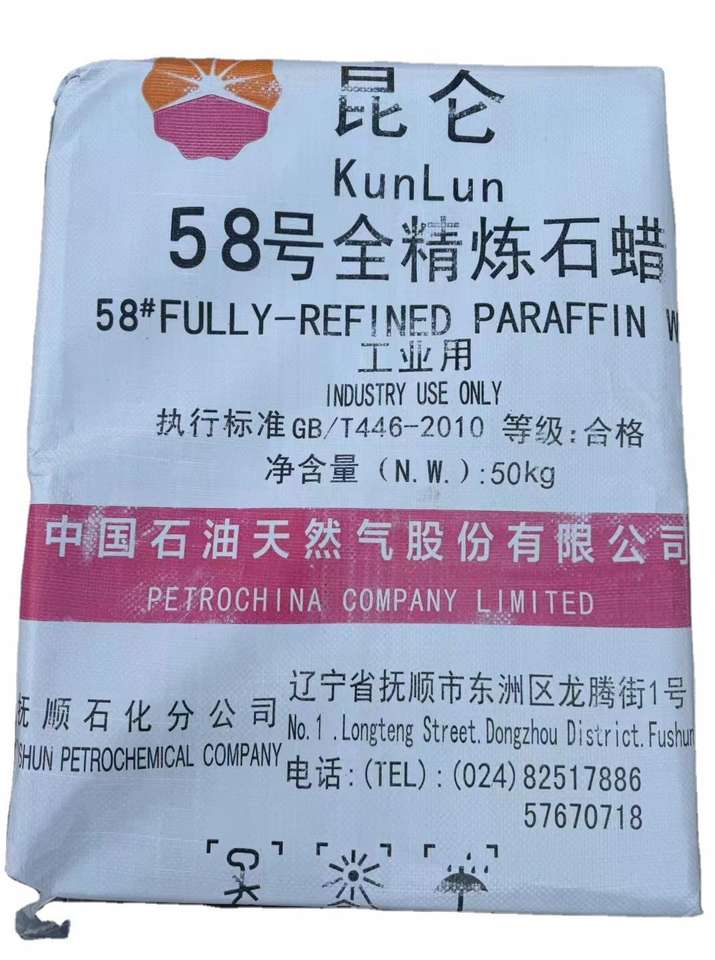 昆仑
KunLun
58号全精炼石蜡
58#FULLY-REFINED PARAFFIN W
工业用
INDUSTRY USE ONLY
执行标准 GB/T446-2010 等级:合格
净含量(N.W.):50kg
中国石油天然气股份有限公司
PETROCHINA COMPANY LIMITED
抚顺石化分公司
SHUN PETROCHEMICAL COMPANY
辽宁省抚顺市东洲区龙腾街1号
No.1.Longteng Street.Dongzhou District.Fushun
电话:(TEL):(024)82517886
57670718